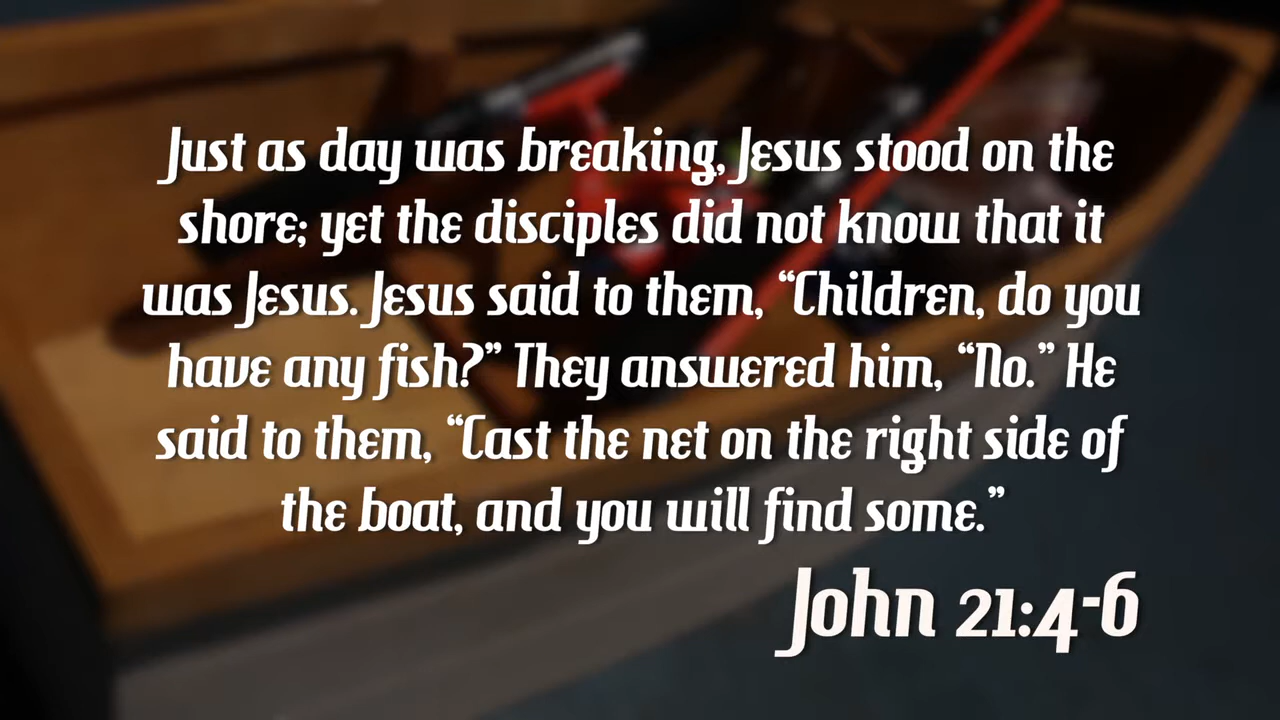 Just as day was breaking, Jesus stood on the
shore; yet the disciples did not know that it
was Jesus. Jesus said to them, “Children, do you
have any fish?” They answered him, “No.” He
said to them, “Cast the net on the right side of
the boat, and you will find some.”
John 21:4-6